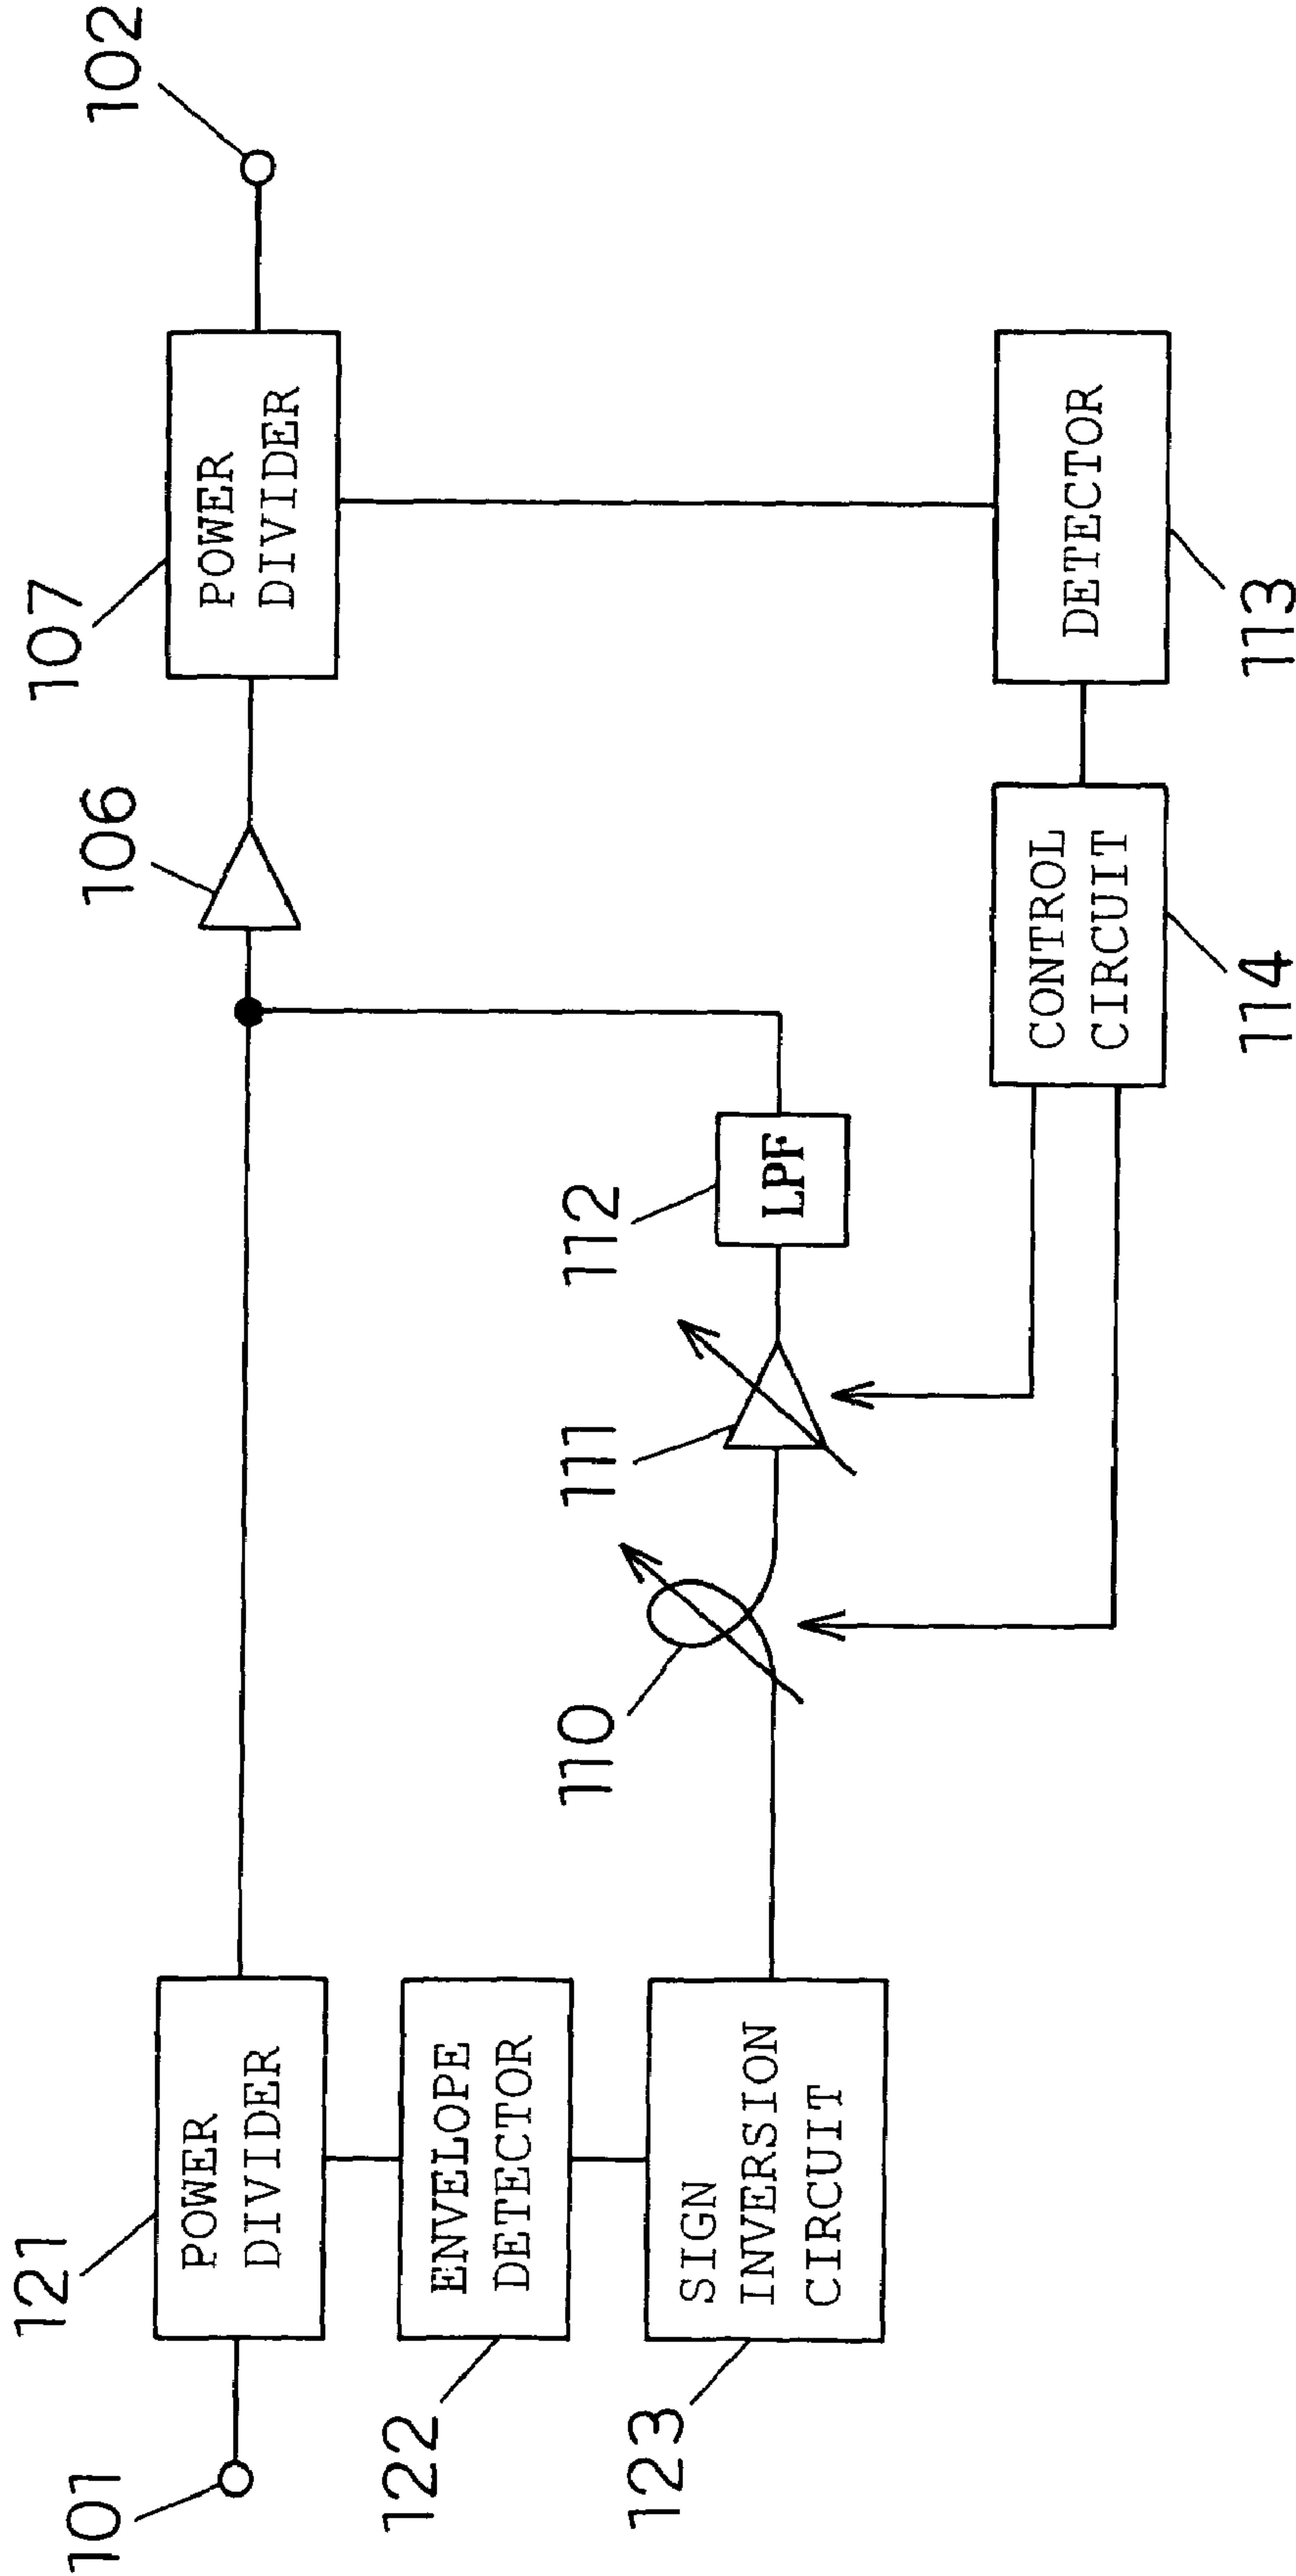 101
121
POWER
DIVIDER
122
ENVELOPE
DETECTOR
123
SIGN
INVERSION
CIRCUIT
110
111
112
LPF
106
107
POWER
DIVIDER
102
114
CONTROL
CIRCUIT
113
DETECTOR